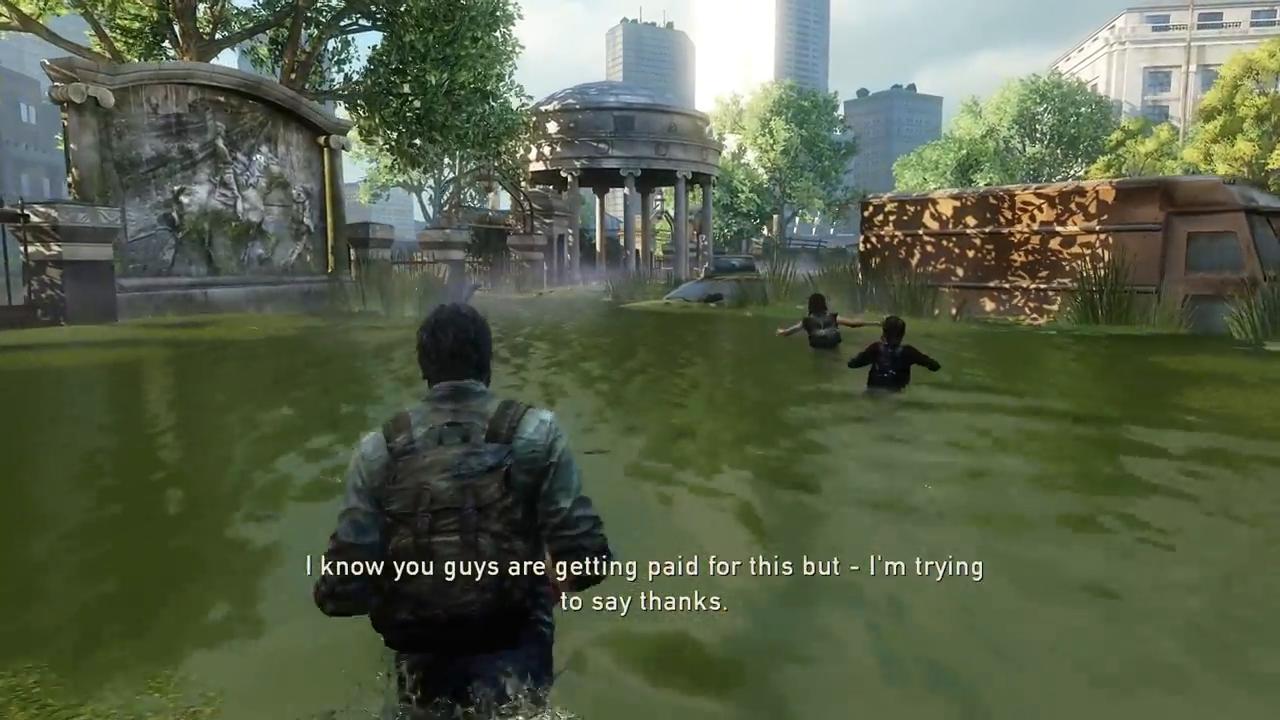 I know you guys are getting paid for this but - I'm trying
to say thanks.